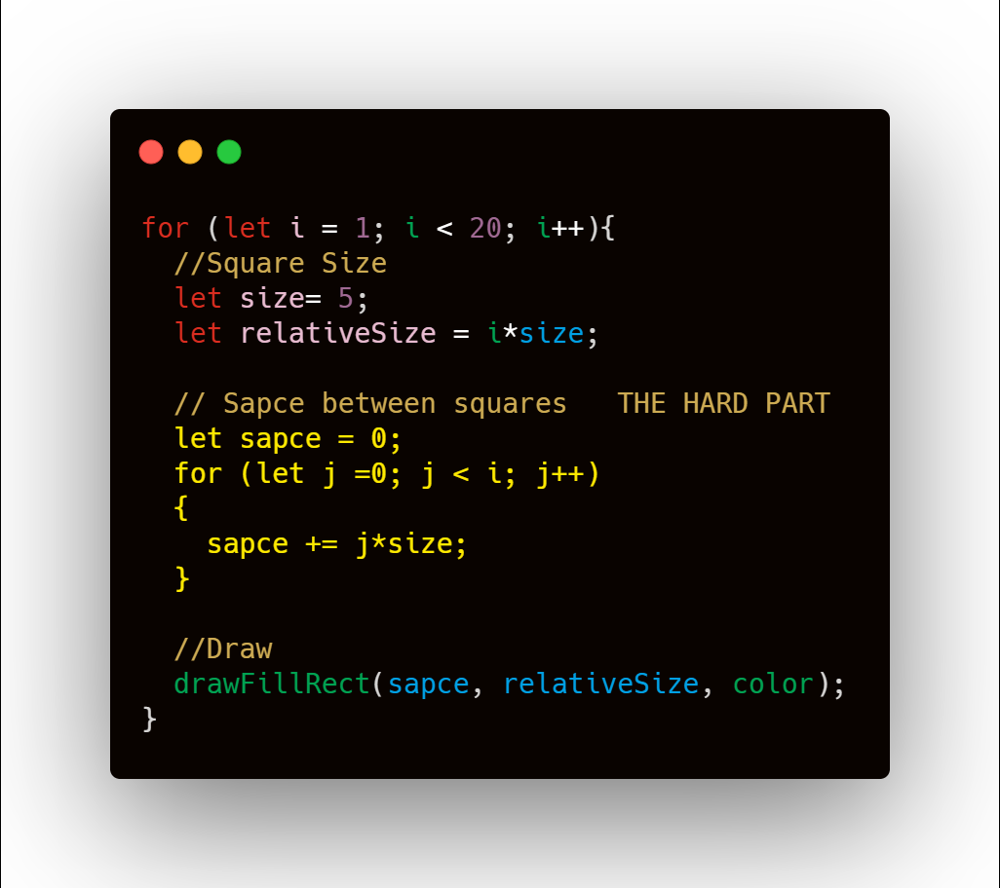 for (let i = 1; i < 20; i++){
  //Square Size
  let size= 5;
  let relativeSize = i*size;
  // Sapce between squares   THE HARD PART
  let sapce = 0;
  for (let j =0; j < i; j++)
  {
    sapce += j*size;
  }
  //Draw
  drawFillRect(sapce, relativeSize, color);
}